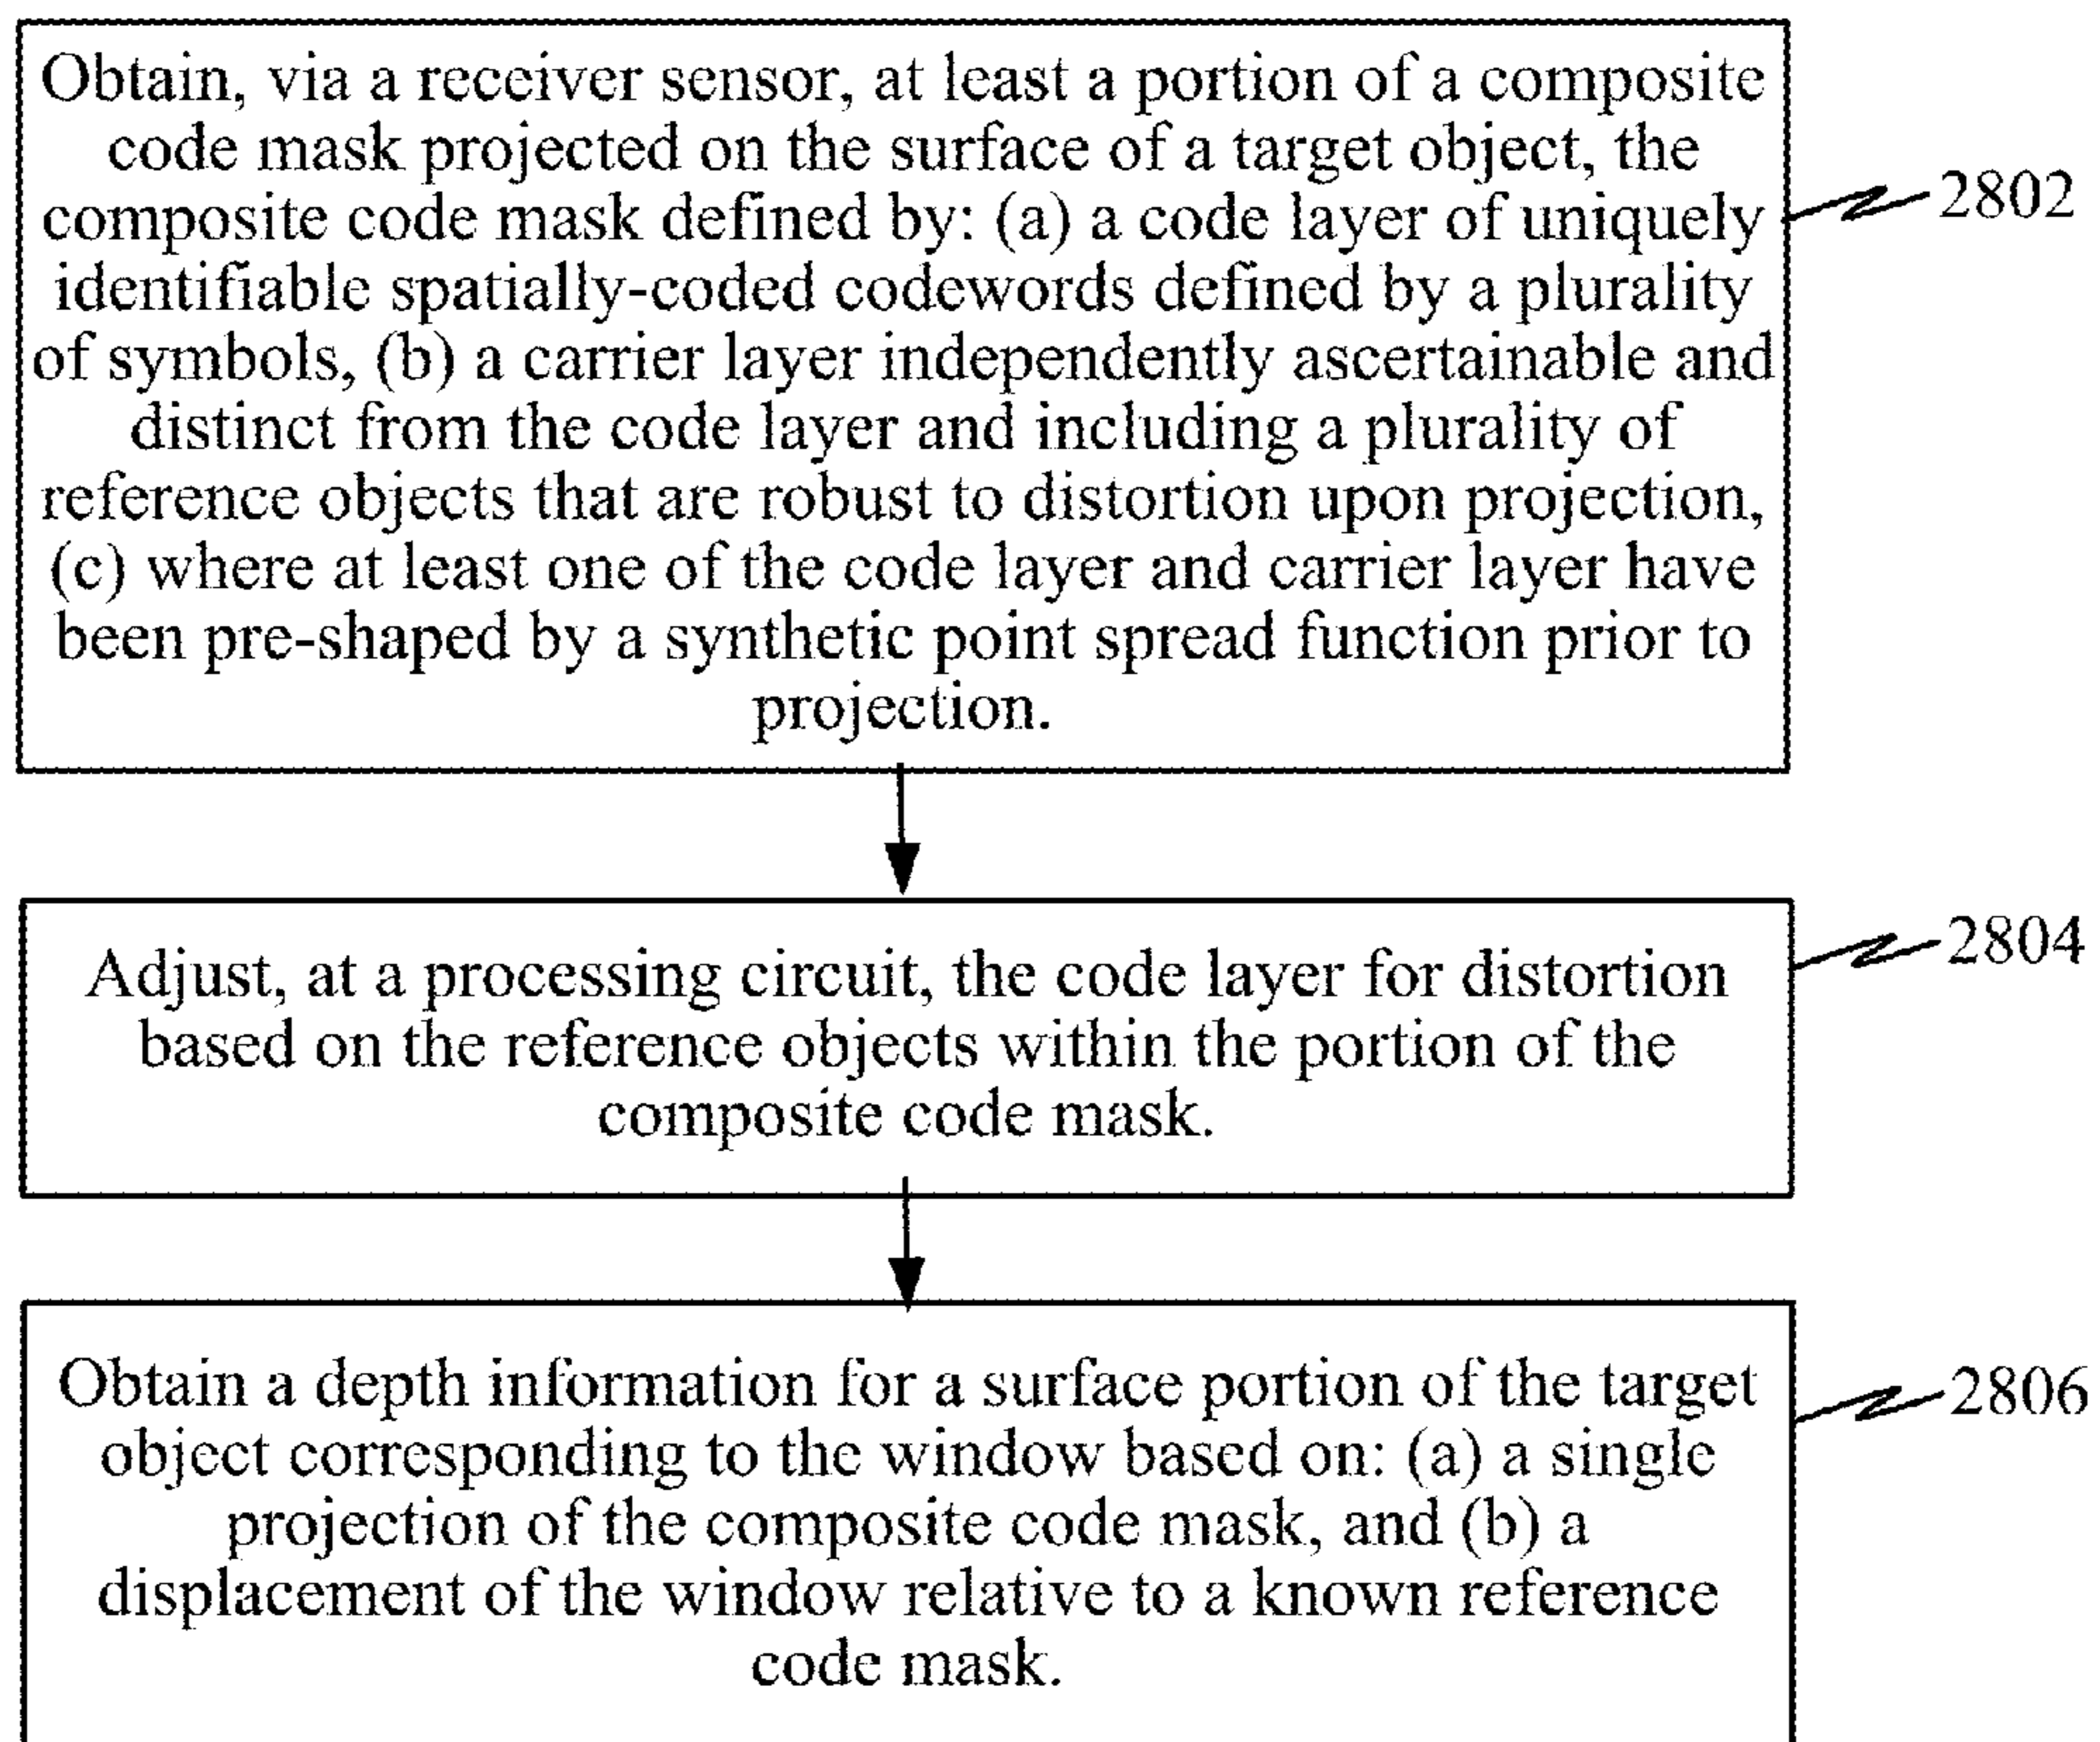 Obtain, via a receiver sensor, at least a portion of a composite
code mask projected on the surface of a target object, the
composite code mask defined by: (a) a code layer of uniquely
identifiable spatially-coded codewords defined by a plurality
of symbols, (b) a carrier layer independently ascertainable and
distinct from the code layer and including a plurality of
reference objects that are robust to distortion upon projection,
(c) where at least one of the code layer and carrier layer have
been pre-shaped by a synthetic point spread function prior to
projection.
2802
Adjust, at a processing circuit, the code layer for distortion
based on the reference objects within the portion of the
composite code mask.
2804
Obtain a depth information for a surface portion of the target
object corresponding to the window based on: (a) a single
projection of the composite code mask, and (b) a
displacement of the window relative to a known reference
code mask.
2806